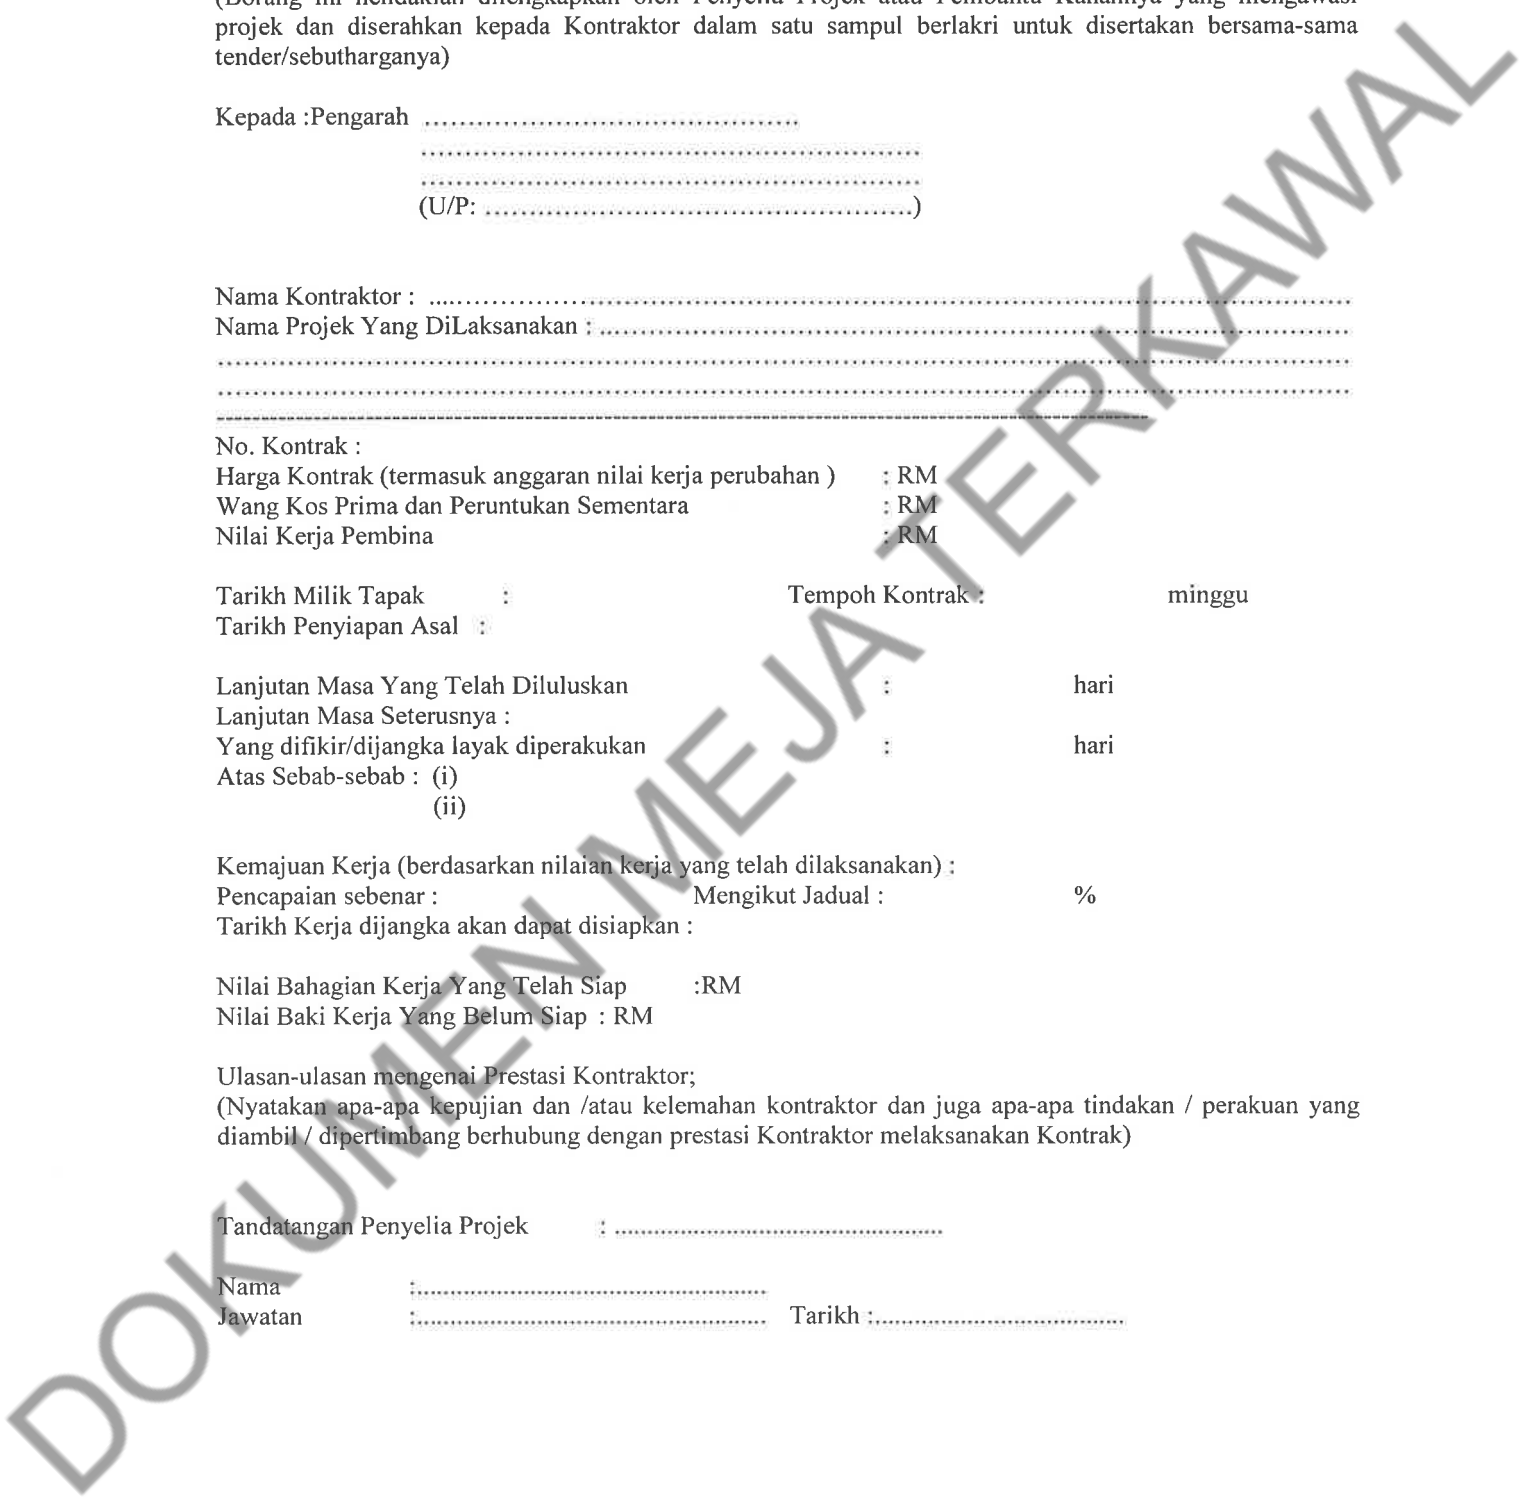 projek dan diserahkan kepada Kontraktor dalam satu sampul berlakri untuk disertakan bersama-sama
tender/sebutharganya)
Kepada :Pengarah ..........................................
........................................................
........................................................
(U/P: ................................................)
Nama Kontraktor : ....................................................................................................
Nama Projek Yang DiLaksanakan : ....................................................................................
..............................................................................................................................
..............................................................................................................................
------------------------------------------------------------------------------------------------------------
No. Kontrak :
Harga Kontrak (termasuk anggaran nilai kerja perubahan ) : RM
Wang Kos Prima dan Peruntukan Sementara : RM
Nilai Kerja Pembina : RM
Tarikh Milik Tapak : Tempoh Kontrak : minggu
Tarikh Penyiapan Asal :
Lanjutan Masa Yang Telah Diluluskan : hari
Lanjutan Masa Seterusnya :
Yang difikir/dijangka layak diperakukan : hari
Atas Sebab-sebab : (i)
(ii)
Kemajuan Kerja (berdasarkan nilaian kerja yang telah dilaksanakan) :
Pencapaian sebenar : Mengikut Jadual : %
Tarikh Kerja dijangka akan dapat disiapkan :
Nilai Bahagian Kerja Yang Telah Siap :RM
Nilai Baki Kerja Yang Belum Siap : RM
Ulasan-ulasan mengenai Prestasi Kontraktor;
(Nyatakan apa-apa kepujian dan /atau kelemahan kontraktor dan juga apa-apa tindakan / perakuan yang
diambil / dipertimbang berhubung dengan prestasi Kontraktor melaksanakan Kontrak)
Tandatangan Penyelia Projek : ..................................................
Nama :.....................................................
Jawatan :..................................................... Tarikh :.....................................
DOKUMEN MEJA TERKAWAL